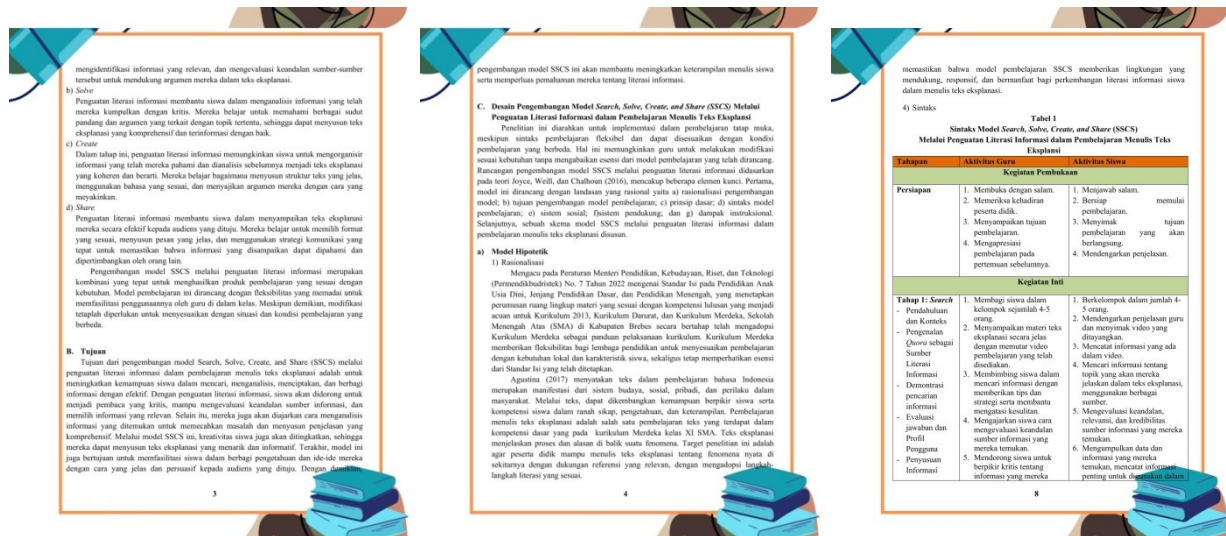 mengidentifikasi informasi yang relevan, dan mengevaluasi keandalan sumber-sumber
tersebut untuk mendukung argumen mereka dalam teks eksplanasi.
b) Solve
Penguatan literasi informasi membantu siswa dalam menganalisis informasi yang telah
mereka kumpulkan dengan kritis. Mereka belajar untuk memahami berbagai sudut
pandang dan argumen yang terkait dengan topik tertentu, sehingga dapat menyusun teks
eksplanasi yang komprehensif dan terinformasi dengan baik.
c) Create
Dalam tahap ini, penguatan literasi informasi memungkinkan siswa untuk mengorganisir
informasi yang telah mereka pahami dan dianalisis sebelumnya menjadi teks eksplanasi
yang koheren dan berarti. Mereka belajar bagaimana menyusun struktur teks yang jelas,
menggunakan bahasa yang sesuai, dan menyajikan argumen mereka dengan cara yang
meyakinkan.
d) Share
Penguatan literasi informasi membantu siswa dalam menyampaikan teks eksplanasi
mereka secara efektif kepada audiens yang dituju. Mereka belajar untuk memilih format
yang sesuai, menyusun pesan yang jelas, dan menggunakan strategi komunikasi yang
tepat untuk memastikan bahwa informasi yang disampaikan dapat dipahami dan
dipertimbangkan oleh orang lain.
Pengembangan model SSCS melalui penguatan literasi informasi merupakan
kombinasi yang tepat untuk menghasilkan produk pembelajaran yang sesuai dengan
kebutuhan. Model pembelajaran ini dirancang dengan fleksibilitas yang memadai untuk
memfasilitasi penggunaannya oleh guru di dalam kelas. Meskipun demikian, modifikasi
tetaplah diperlukan untuk menyesuaikan dengan situasi dan kondisi pembelajaran yang
berbeda.
B. Tujuan
Tujuan dari pengembangan model Search, Solve, Create, and Share (SSCS) melalui
penguatan literasi informasi dalam pembelajaran menulis teks eksplanasi adalah untuk
meningkatkan kemampuan siswa dalam mencari, menganalisis, menciptakan, dan berbagi
informasi dengan efektif. Dengan penguatan literasi informasi, siswa akan didorong untuk
menjadi pembaca yang kritis, mampu mengevaluasi keandalan sumber informasi, dan
memilih informasi yang relevan. Selain itu, mereka juga akan diajarkan cara menganalisis
informasi yang ditemukan untuk memecahkan masalah dan menyusun penjelasan yang
komprehensif. Melalui model SSCS ini, kreativitas siswa juga akan ditingkatkan, sehingga
mereka dapat menyusun teks eksplanasi yang menarik dan informatif. Terakhir, model ini
juga bertujuan untuk memfasilitasi siswa dalam berbagi pengetahuan dan ide-ide mereka
dengan cara yang jelas dan persuasif kepada audiens yang dituju. Dengan demikian,
3
pengembangan model SSCS ini akan membantu meningkatkan keterampilan menulis siswa
serta memperluas pemahaman mereka tentang literasi informasi.
C. Desain Pengembangan Model Search, Solve, Create, and Share (SSCS) Melalui
Penguatan Literasi Informasi dalam Pembelajaran Menulis Teks Eksplanasi
Penelitian ini diarahkan untuk implementasi dalam pembelajaran tatap muka,
meskipun sintaks pembelajaran fleksibel dan dapat disesuaikan dengan kondisi
pembelajaran yang berbeda. Hal ini memungkinkan guru untuk melakukan modifikasi
sesuai kebutuhan tanpa mengabaikan esensi dari model pembelajaran yang telah dirancang.
Rancangan pengembangan model SSCS melalui penguatan literasi informasi didasarkan
pada teori Joyce, Weill, dan Chalhoun (2016), mencakup beberapa elemen kunci. Pertama,
model ini dirancang dengan landasan yang rasional yaitu a) rasionalisasi pengembangan
model; b) tujuan pengembangan model pembelajaran; c) prinsip dasar; d) sintaks model
pembelajaran; e) sistem sosial; f)sistem pendukung; dan g) dampak instruksional.
Selanjutnya, sebuah skema model SSCS melalui penguatan literasi informasi dalam
pembelajaran menulis teks eksplanasi disusun.
a) Model Hipotetik
1) Rasionalisasi
Mengacu pada Peraturan Menteri Pendidikan, Kebudayaan, Riset, dan Teknologi
(Permendikbudristek) No. 7 Tahun 2022 mengenai Standar Isi pada Pendidikan Anak
Usia Dini, Jenjang Pendidikan Dasar, dan Pendidikan Menengah, yang menetapkan
perumusan ruang lingkup materi yang sesuai dengan kompetensi lulusan yang menjadi
acuan untuk Kurikulum 2013, Kurikulum Darurat, dan Kurikulum Merdeka, Sekolah
Menengah Atas (SMA) di Kabupaten Brebes secara bertahap telah mengadopsi
Kurikulum Merdeka sebagai panduan pelaksanaan kurikulum. Kurikulum Merdeka
memberikan fleksibilitas bagi lembaga pendidikan untuk menyesuaikan pembelajaran
dengan kebutuhan lokal dan karakteristik siswa, sekaligus tetap memperhatikan esensi
dari Standar Isi yang telah ditetapkan.
Agustina (2017) menyatakan teks dalam pembelajaran bahasa Indonesia
merupakan manifestasi dari sistem budaya, sosial, pribadi, dan perilaku dalam
masyarakat. Melalui teks, dapat dikembangkan kemampuan berpikir siswa serta
kompetensi siswa dalam ranah sikap, pengetahuan, dan keterampilan. Pembelajaran
menulis teks eksplanasi adalah salah satu pembelajaran teks yang terdapat dalam
kompetensi dasar yang pada kurikulum Merdeka kelas XI SMA. Teks eksplanasi
menjelaskan proses dan alasan di balik suatu fenomena. Target penelitian ini adalah
agar peserta didik mampu menulis teks eksplanasi tentang fenomena nyata di
sekitarnya dengan dukungan referensi yang relevan, dengan mengadopsi langkah-
langkah literasi yang sesuai.
4
memastikan bahwa model pembelajaran SSCS memberikan lingkungan yang
mendukung, responsif, dan bermanfaat bagi perkembangan literasi informasi siswa
dalam menulis teks eksplanasi.
4) Sintaks
Tabel 1
Sintaks Model Search, Solve, Create, and Share (SSCS)
Melalui Penguatan Literasi Informasi dalam Pembelajaran Menulis Teks
Eksplansi
Tahapan Aktivitas Guru Aktivitas Siswa
Kegiatan Pembukaan
Persiapan
1. Membuka dengan salam.
2. Memeriksa kehadiran
peserta didik.
3. Menyampaikan tujuan
pembelajaran.
4. Mengapresiasi
pembelajaran pada
pertemuan sebelumnya.
1. Menjawab salam.
2. Bersiap memulai
pembelajaran.
3. Menyimak tujuan
pembelajaran yang akan
berlangsung.
4. Mendengarkan penjelasan.
Kegiatan Inti
Tahap 1: Search
- Pendahuluan
dan Konteks
- Pengenalan
Quora sebagai
Sumber
Literasi
Informasi
- Demontrasi
pencarian
informasi
- Evaluasi
jawaban dan
Profil
Pengguna
- Penyusuan
Informasi
1. Membagi siswa dalam
kelompok sejumlah 4-5
orang.
2. Menyampaikan materi teks
eksplanasi secara jelas
dengan memutar video
pembelajaran yang telah
disediakan.
3. Membimbing siswa dalam
mencari informasi dengan
memberikan tips dan
strategi serta membantu
mengatasi kesulitan.
4. Mengajarkan siswa cara
mengevaluasi keandalan
sumber informasi yang
mereka temukan.
5. Mendorong siswa untuk
berpikir kritis tentang
informasi yang mereka
1. Berkelompok dalam jumlah 4-
5 orang.
2. Mendengarkan penjelasan guru
dan menyimak video yang
ditayangkan.
3. Mencatat informasi yang ada
dalam video.
4. Mencari informasi tentang
topik yang akan mereka
jelaskan dalam teks eksplanasi,
menggunakan berbagai
sumber.
5. Mengevaluasi keandalan,
relevansi, dan kredibilitas
sumber informasi yang mereka
temukan.
6. Mengumpulkan data dan
informasi yang mereka
temukan, mencatat informasi
penting untuk digunakan dalam
8